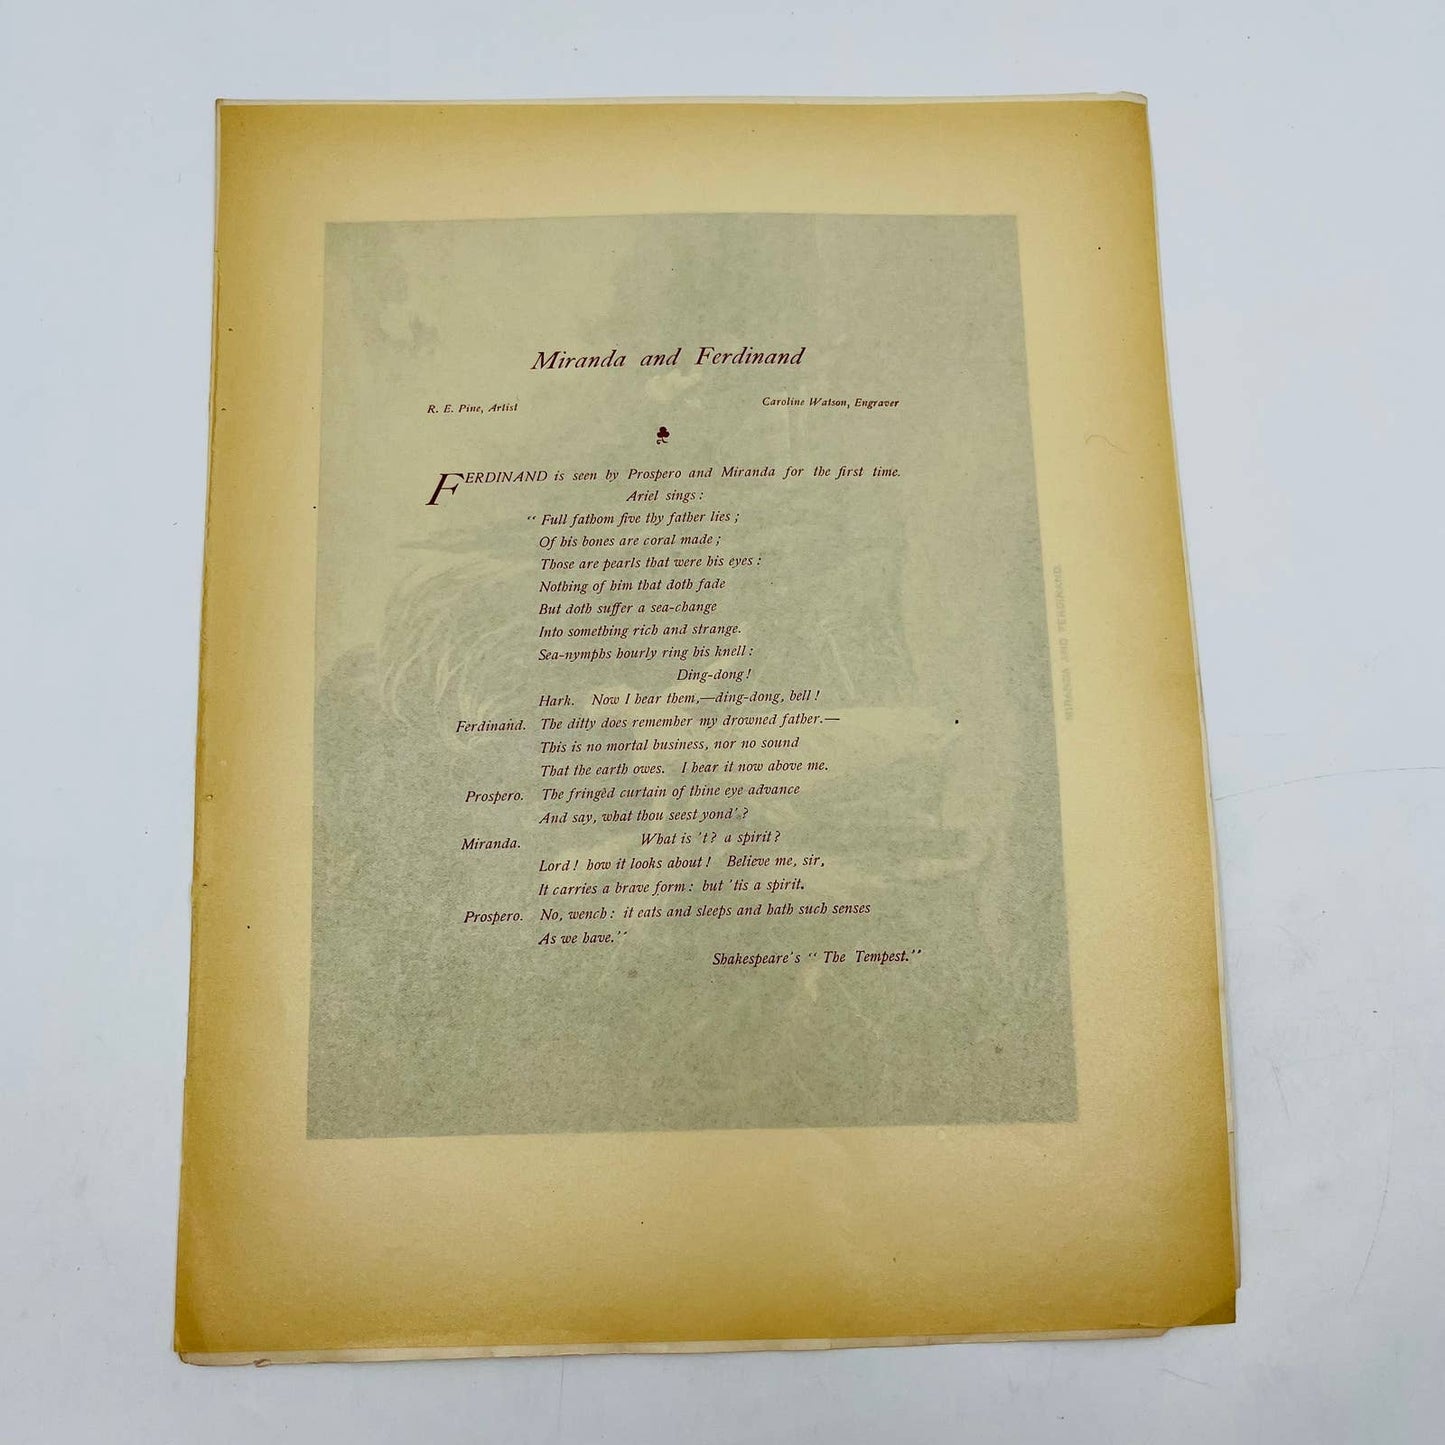 Miranda and Ferdinand
R. E. Pine, Artist
Caroline Watson, Engraver
FERDINAND is seen by Prospero and Miranda for the first time.
Ariel sings:
“ Full fathom five thy father lies ;
Of his bones are coral made ;
Those are pearls that were his eyes :
Nothing of him that doth fade
But doth suffer a sea-change
Into something rich and strange.
Sea-nymphs hourly ring his knell :
Ding-dong !
Hark. Now I hear them,—ding-dong, bell !
Ferdinand. The ditty does remember my drowned father.—
This is no mortal business, nor no sound
That the earth owes. I hear it now above me.
Prospero. The fringèd curtain of thine eye advance
And say, what thou seest yond’ ?
Miranda. What is ’t ? a spirit ?
Lord ! how it looks about ! Believe me, sir,
It carries a brave form : but ’tis a spirit.
Prospero. No, wench : it eats and sleeps and hath such senses
As we have.”
Shakespeare’s “ The Tempest.”
MIRANDA AND FERDINAND.